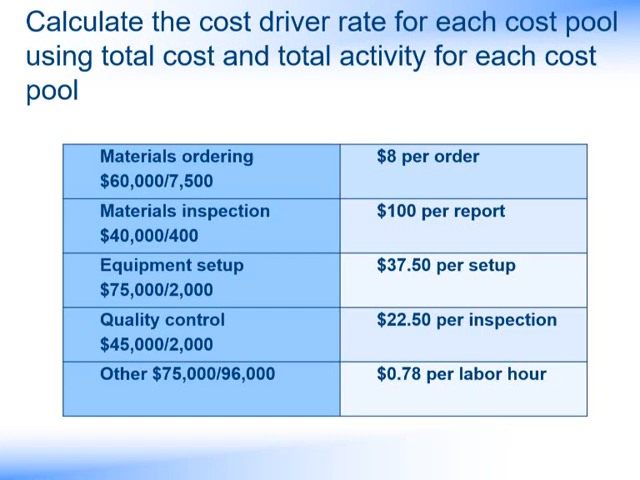 Calculate the cost driver rate for each cost pool
using total cost and total activity for each cost
pool
Materials ordering
$60,000/7,500
$8 per order
Materials inspection
$40,000/400
$100 per report
Equipment setup
$75,000/2,000
$37.50 per setup
Quality control
$45,000/2,000
$22.50 per inspection
Other $75,000/96,000
$0.78 per labor hour